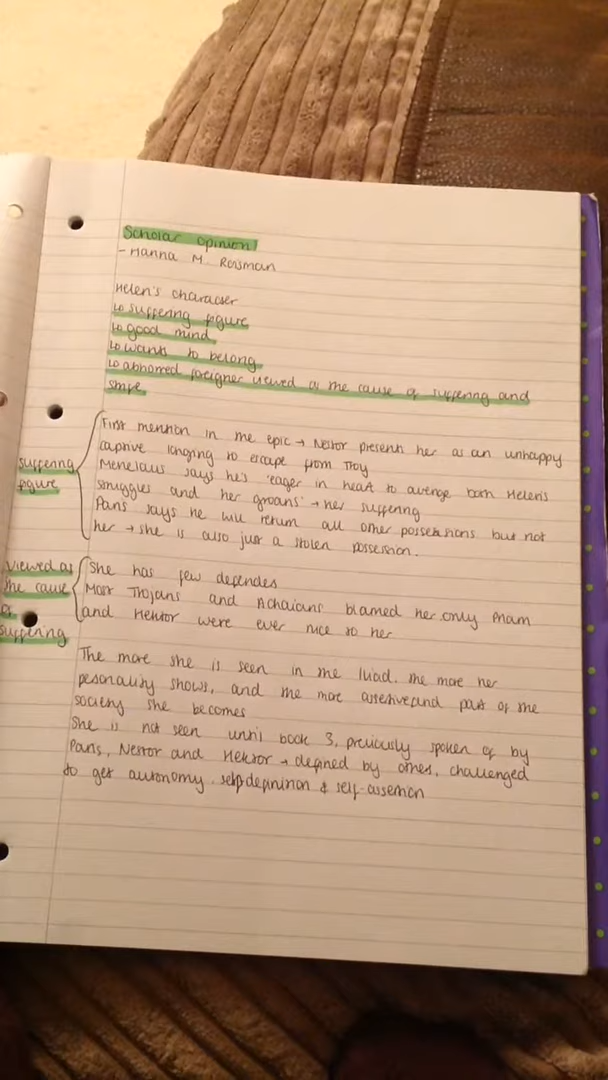 Scholar opinion
- Hanna M. Roisman
Helen's character
↳ suffering figure
↳ good mind
↳ wants to belong
↳ abhorred foreigner viewed as the cause of suffering and
strife
First mention in the epic → Nestor presents her as an unhappy
captive longing to escape from Troy
Menelaus says he's 'eager in heart to avenge both Helen's
struggles and her groans' → her suffering
Paris says he will return all other possessions but not
her → she is also just a stolen possession.
suffering
figure
She has few dependes
Most Trojans and Achaians blamed her, only Priam
and Hektor were ever nice to her
viewed as
the cause
of
suffering
The more she is seen in the Iliad, the more her
pesonality shows, and the more assertive and part of the
society she becomes
She is not seen until book 3, previously spoken of by
Paris, Nestor and Hektor → defined by others, challenged
to get autonomy, self definition & self-assertion